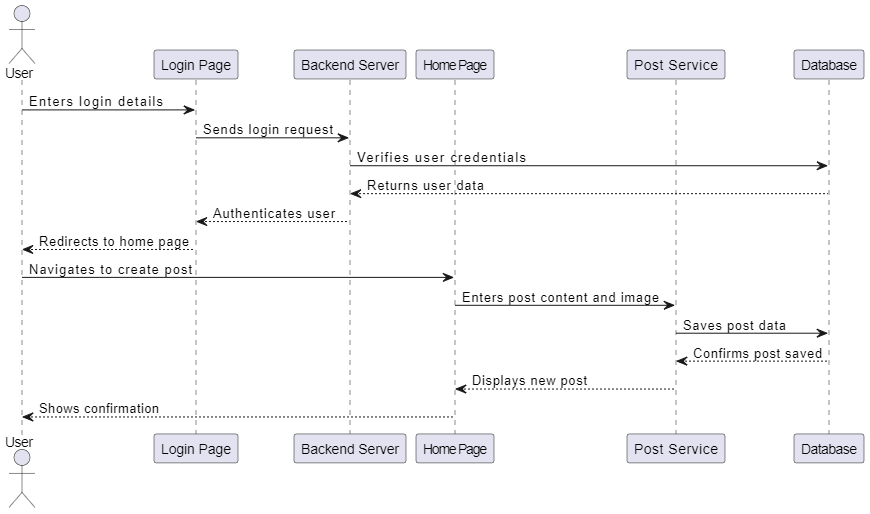 User
Login Page
Backend Server
Home Page
Post Service
Database
Enters login details
Sends login request
Verifies user credentials
Returns user data
Authenticates user
Redirects to home page
Navigates to create post
Enters post content and image
Saves post data
Confirms post saved
Displays new post
Shows confirmation
User
Login Page
Backend Server
Home Page
Post Service
Database